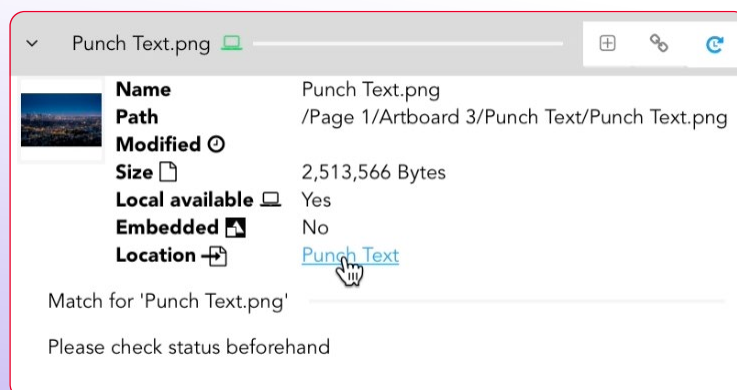 Punch Text.png
Name Punch Text.png
Path /Page 1/Artboard 3/Punch Text/Punch Text.png
Modified
Size 2,513,566 Bytes
Local available Yes
Embedded No
Location Punch Text
Match for 'Punch Text.png'
Please check status beforehand